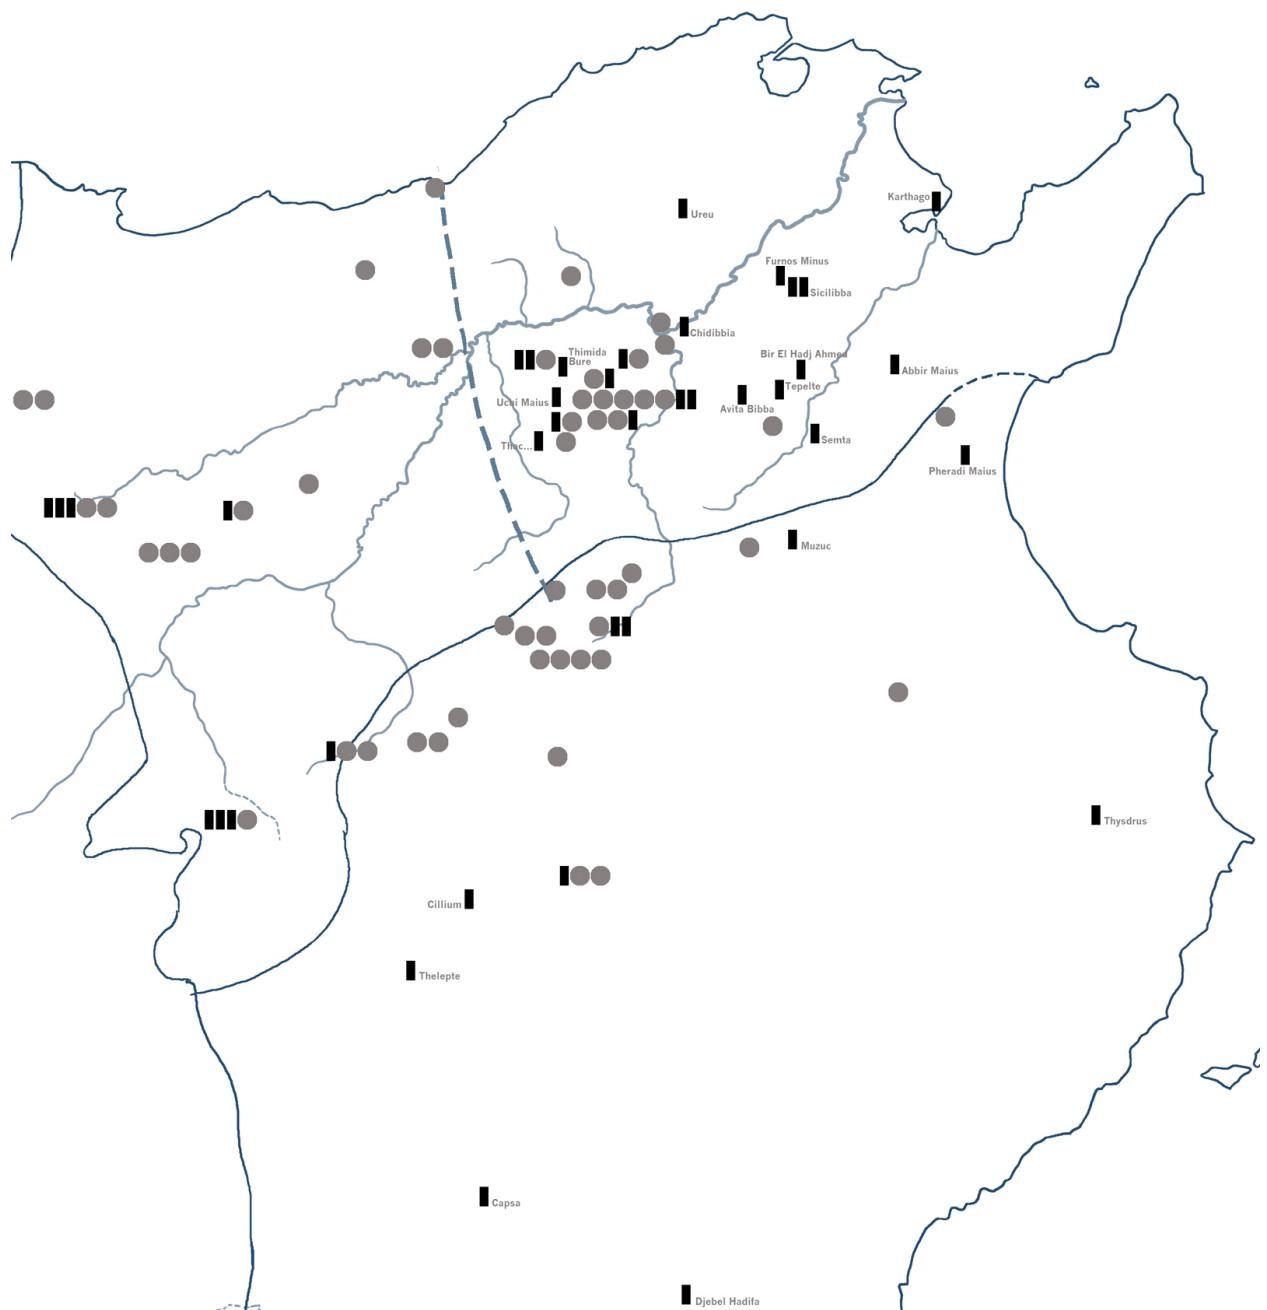 Karthago
Ureu
Furnos Minus
Sicilibba
Chidibbia
Thimida
Bure
Bir El Hadj Ahmed
Abbir Maius
Tepelte
Uchi Maius
Avita Bibba
Semta
Thac...
Pheradi Maius
Muzuc
Thysdrus
Cillium
Thelepte
Capsa
Djebel Hadifa